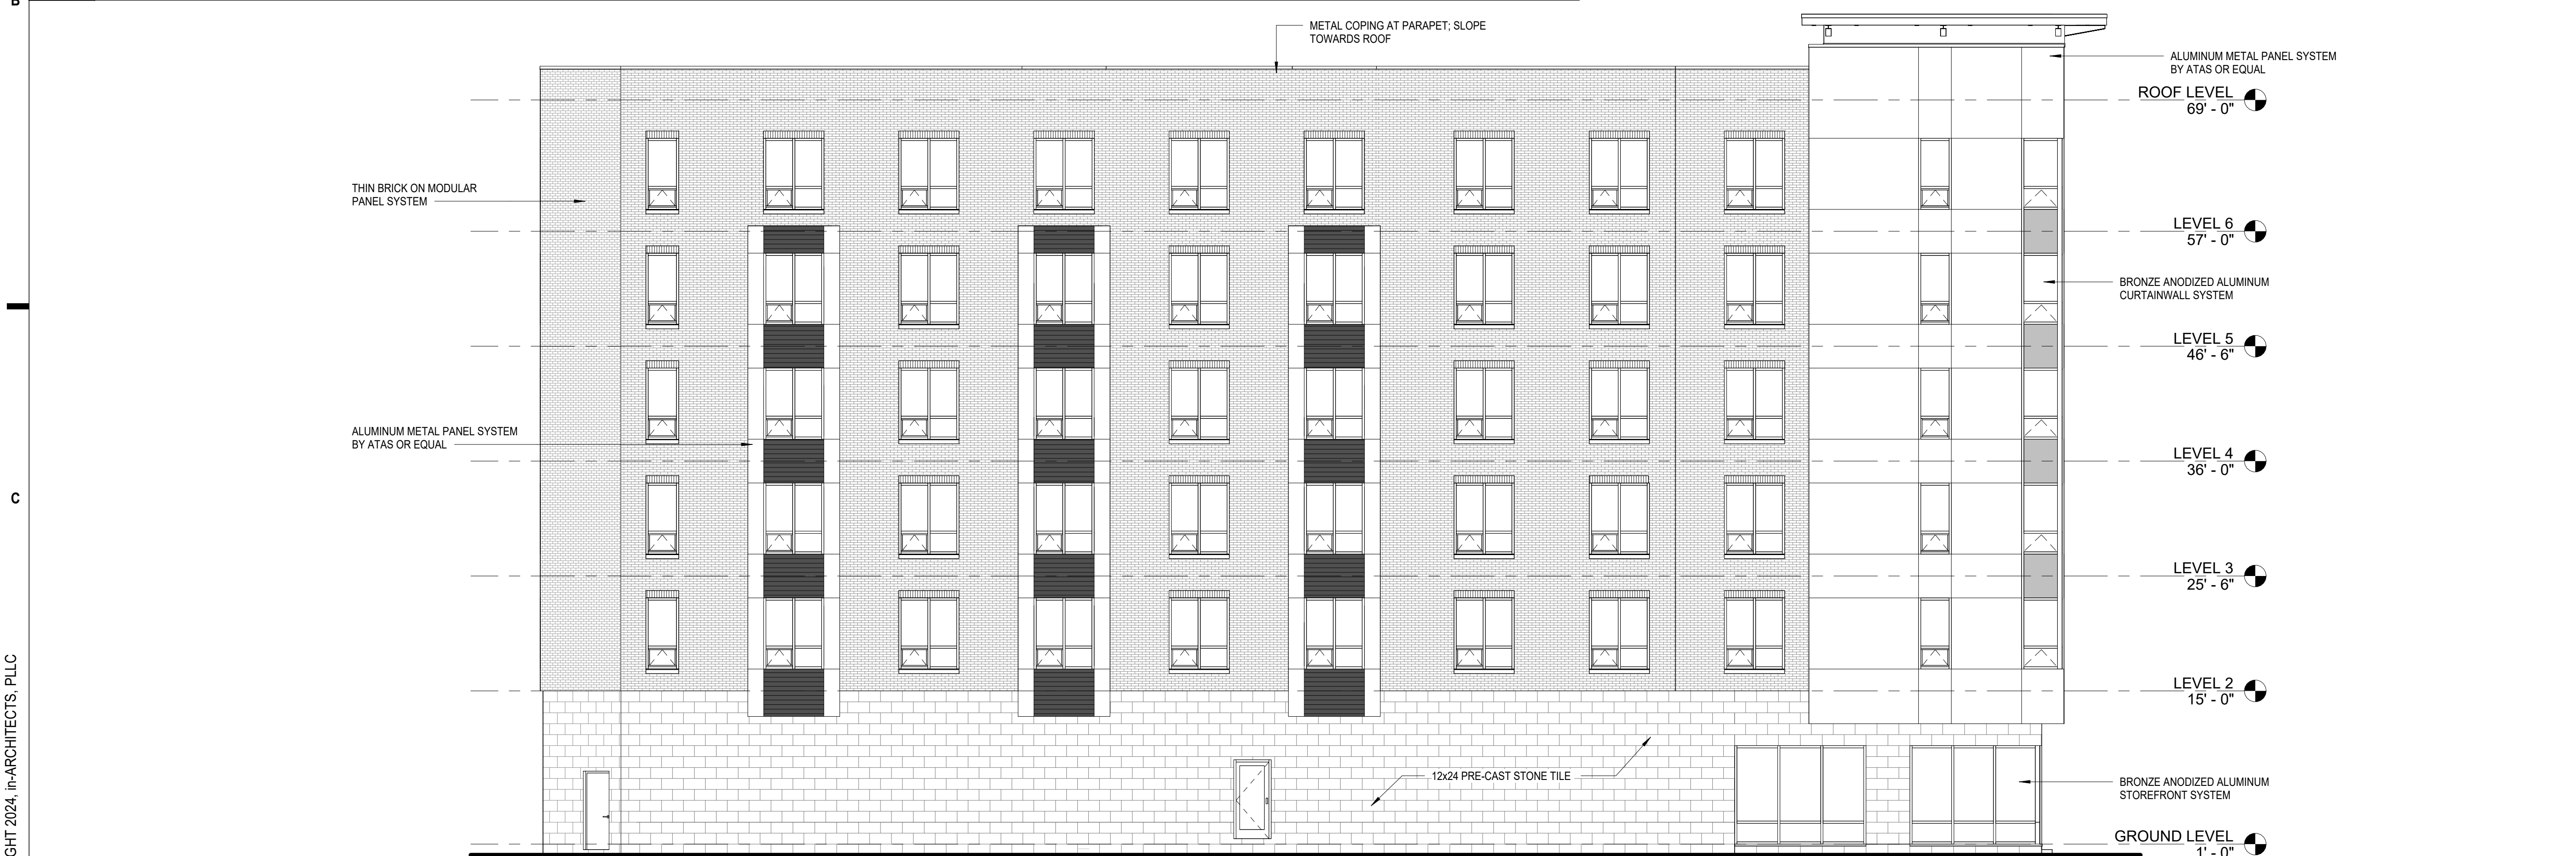 B
METAL COPING AT PARAPET; SLOPE
TOWARDS ROOF
ALUMINUM METAL PANEL SYSTEM
BY ATAS OR EQUAL
ROOF LEVEL
69' - 0"
THIN BRICK ON MODULAR
PANEL SYSTEM
LEVEL 6
57' - 0"
BRONZE ANODIZED ALUMINUM
CURTAINWALL SYSTEM
LEVEL 5
46' - 6"
ALUMINUM METAL PANEL SYSTEM
BY ATAS OR EQUAL
LEVEL 4
36' - 0"
C
LEVEL 3
25' - 6"
LEVEL 2
15' - 0"
12x24 PRE-CAST STONE TILE
BRONZE ANODIZED ALUMINUM
STOREFRONT SYSTEM
GROUND LEVEL
1' - 0"
GHT 2024, in-ARCHITECTS, PLLC